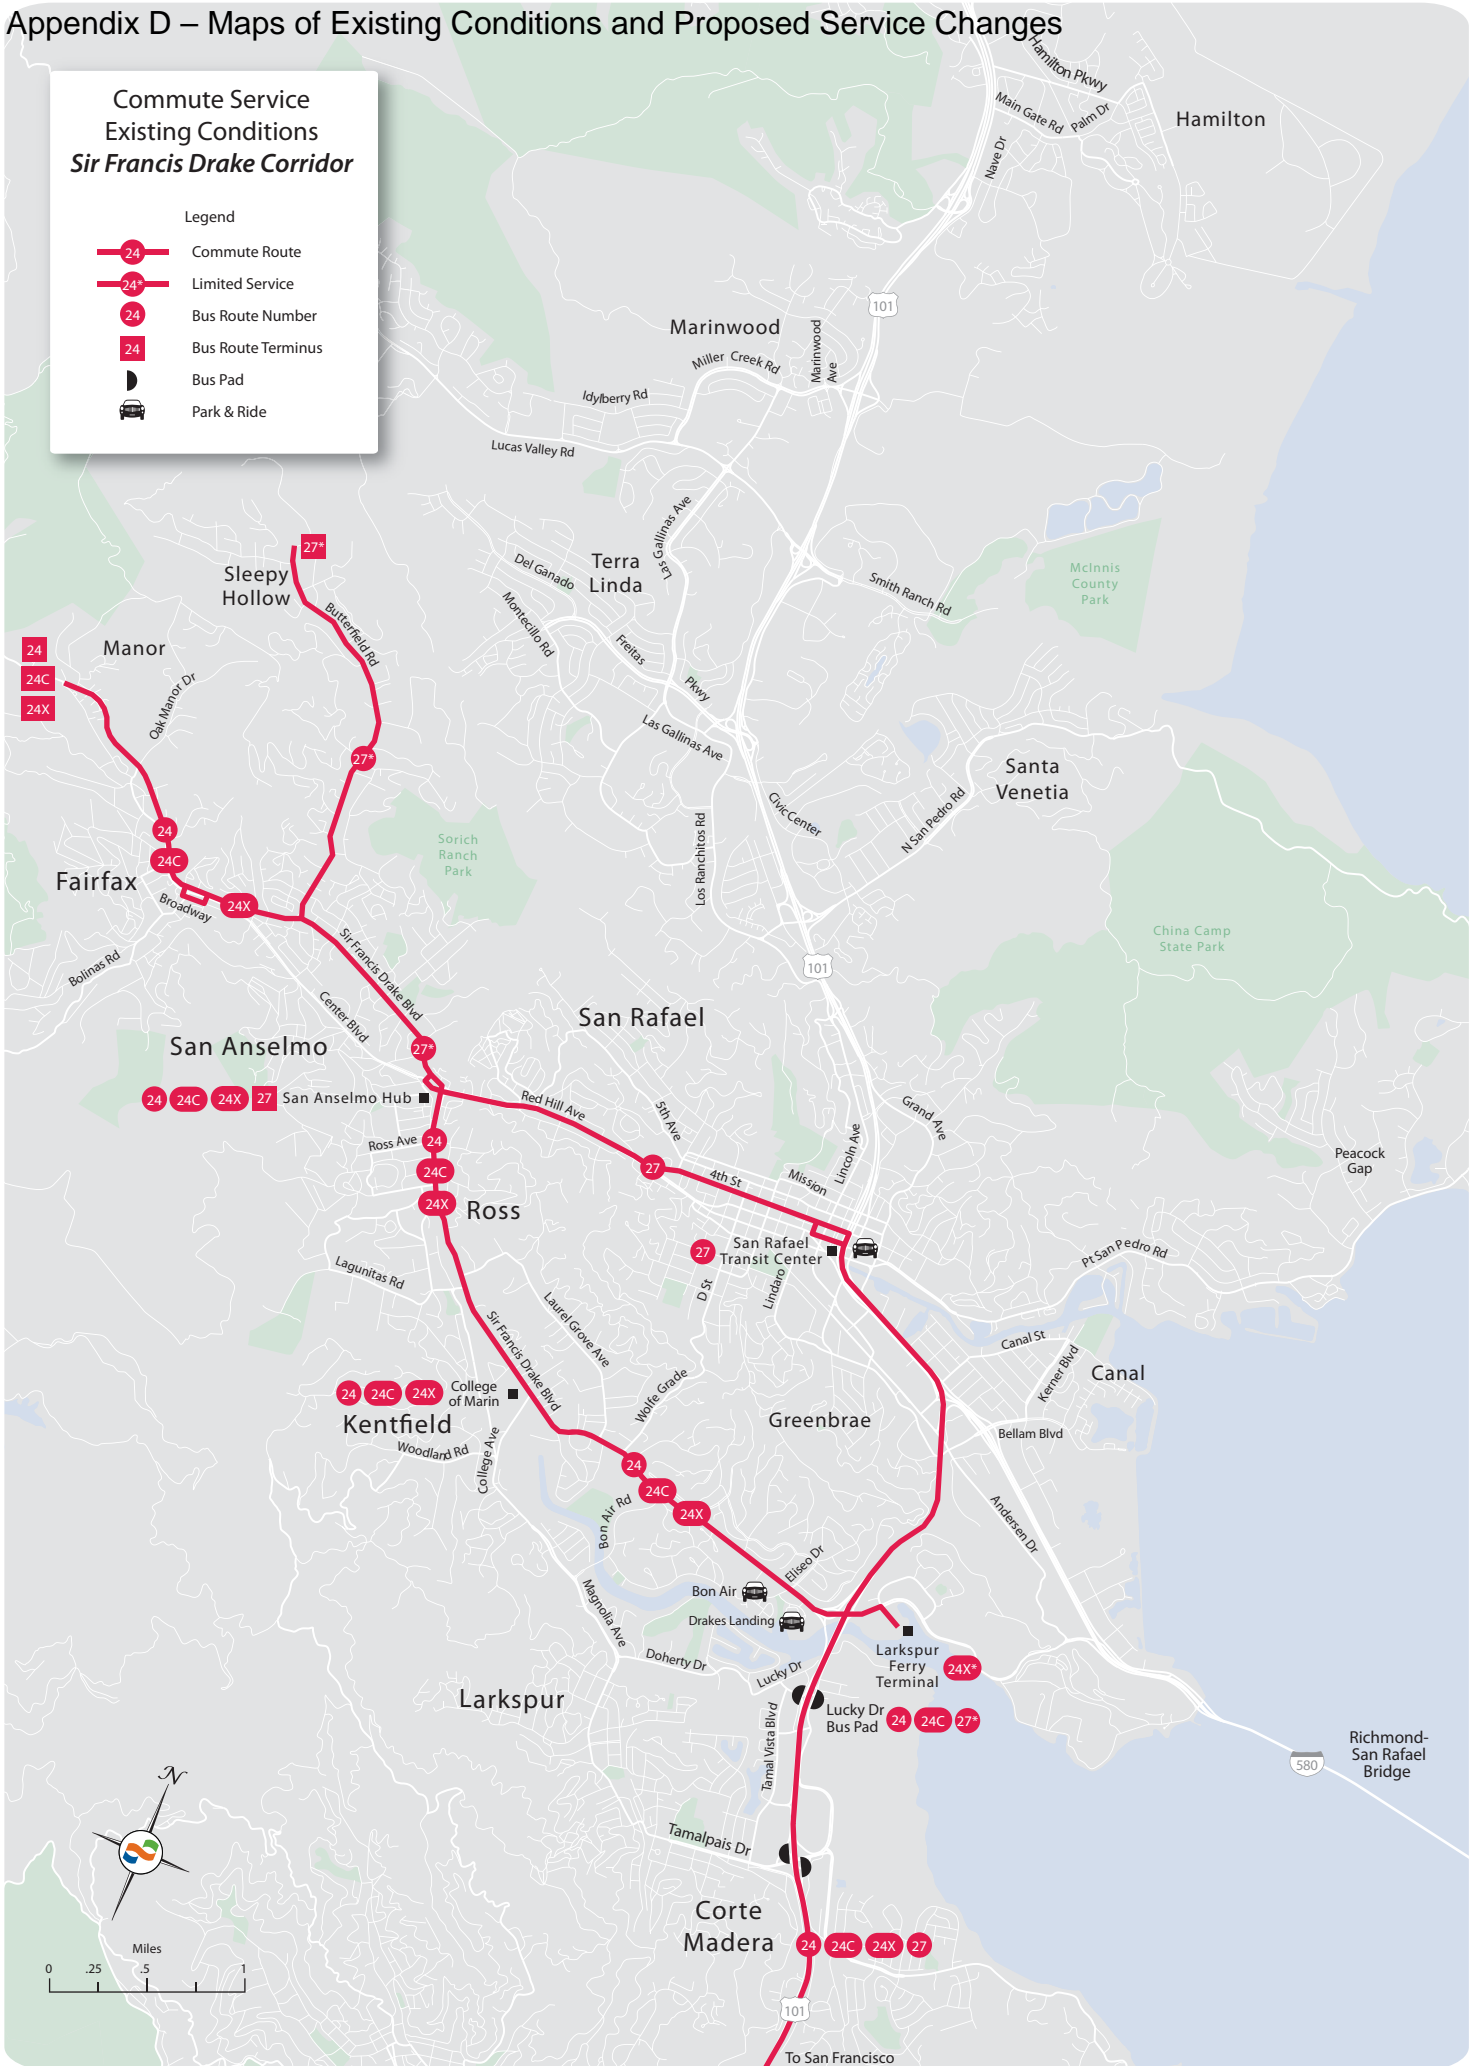 Appendix D – Maps of Existing Conditions and Proposed Service Changes
Commute Service
Existing Conditions
Sir Francis Drake Corridor
Legend
24 Commute Route
24* Limited Service
24 Bus Route Number
24 Bus Route Terminus
Bus Pad
Park & Ride
Hamilton Pkwy
Main Gate Rd
Palm Dr
Hamilton
Nave Dr
101
Marinwood
Marinwood
Ave
Miller Creek Rd
Idylberry Rd
Lucas Valley Rd
Las Gallinas Ave
Terra
Linda
Del Ganado
Montecillo Rd
Freitas
Pkwy
Smith Ranch Rd
McInnis
County
Park
27*
Sleepy
Hollow
Butterfield Rd
Manor
24
24C
24X
Oak Manor Dr
Las Gallinas Ave
27*
Santa
Venetia
Civic Center
N San Pedro Rd
Los Ranchitos Rd
Sorich
Ranch
Park
24
24C
Fairfax
24X
Broadway
Bolinas Rd
Sir Francis Drake Blvd
Center Blvd
China Camp
State Park
101
San Rafael
San Anselmo
27*
24 24C 24X 27 San Anselmo Hub
Red Hill Ave
5th Ave
Grand Ave
Lincoln Ave
Ross Ave
24
24C
24X
Ross
27
4th St
Mission
Peacock
Gap
27
San Rafael
Transit Center
Pt San Pedro Rd
Lagunitas Rd
D St
Lindaro
Laurel Grove Ave
Sir Francis Drake Blvd
Canal St
Kerner Blvd
Canal
24 24C 24X
College
of Marin
Kentfield
Wolfe Grade
Greenbrae
Bellam Blvd
Woodland Rd
College Ave
24
24C
24X
Bon Air Rd
Andersen Dr
Eliseo Dr
Bon Air
Drakes Landing
Magnolia Ave
Doherty Dr
Lucky Dr
Larkspur
Ferry
Terminal
24X*
Larkspur
Lucky Dr
Bus Pad
24 24C 27*
Tamal Vista Blvd
Richmond-
San Rafael
Bridge
580
N
Tamalpais Dr
Corte
Madera
24 24C 24X 27
Miles
0 .25 .5 1
101
To San Francisco